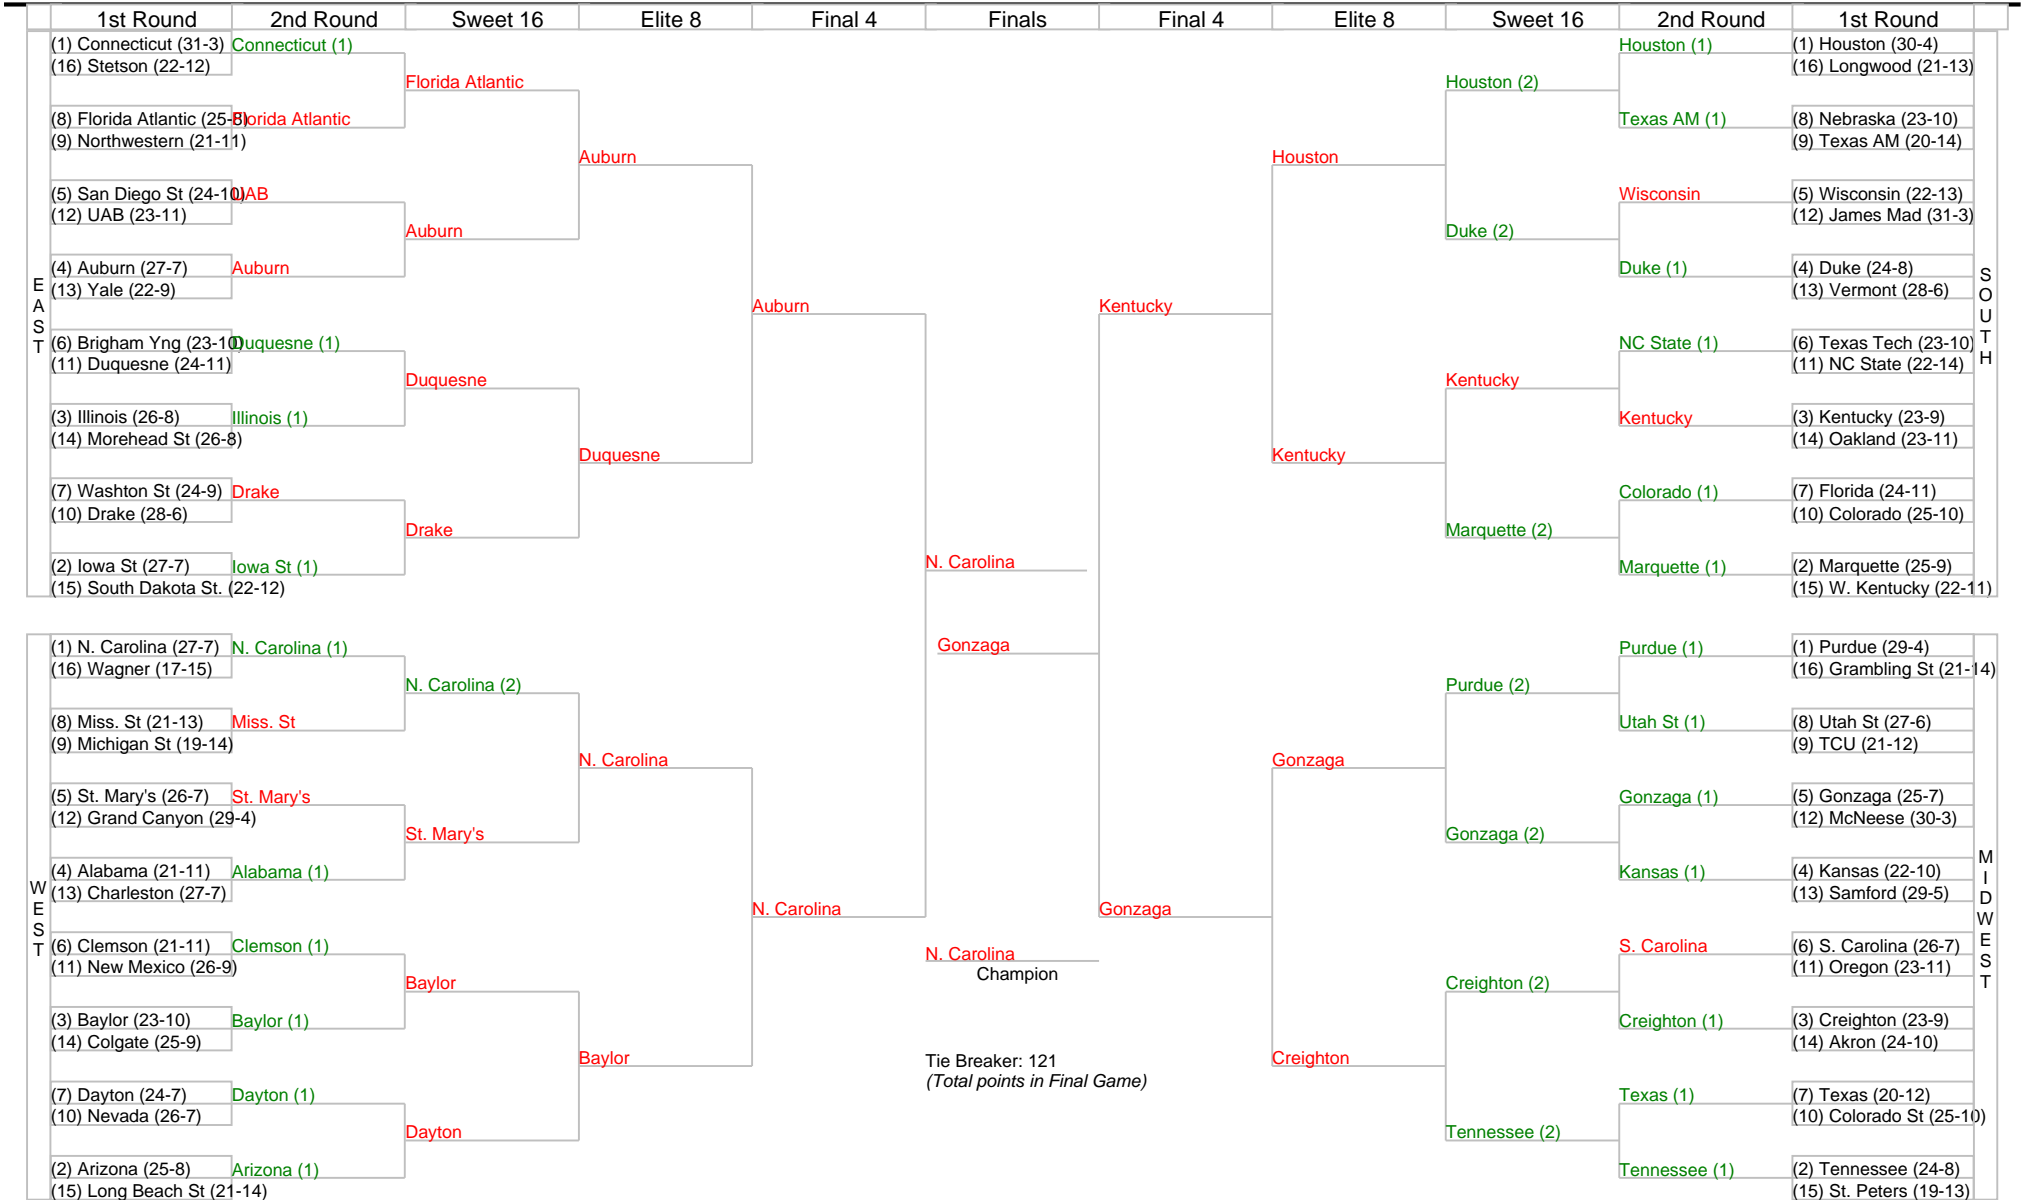 1st Round 2nd Round Sweet 16 Elite 8 Final 4 Finals Final 4 Elite 8 Sweet 16 2nd Round 1st Round
EAST
(1) Connecticut (31-3)
(16) Stetson (22-12)
(8) Florida Atlantic (25-8)
(9) Northwestern (21-11)
(5) San Diego St (24-10)
(12) UAB (23-11)
(4) Auburn (27-7)
(13) Yale (22-9)
(6) Brigham Yng (23-10)
(11) Duquesne (24-11)
(3) Illinois (26-8)
(14) Morehead St (26-8)
(7) Washton St (24-9)
(10) Drake (28-6)
(2) Iowa St (27-7)
(15) South Dakota St. (22-12)
Connecticut (1)
Florida Atlantic
UAB
Auburn
Duquesne (1)
Illinois (1)
Drake
Iowa St (1)
Florida Atlantic
Auburn
Duquesne
Drake
Auburn
Duquesne
Auburn
WEST
(1) N. Carolina (27-7)
(16) Wagner (17-15)
(8) Miss. St (21-13)
(9) Michigan St (19-14)
(5) St. Mary's (26-7)
(12) Grand Canyon (29-4)
(4) Alabama (21-11)
(13) Charleston (27-7)
(6) Clemson (21-11)
(11) New Mexico (26-9)
(3) Baylor (23-10)
(14) Colgate (25-9)
(7) Dayton (24-7)
(10) Nevada (26-7)
(2) Arizona (25-8)
(15) Long Beach St (21-14)
N. Carolina (1)
Miss. St
St. Mary's
Alabama (1)
Clemson (1)
Baylor (1)
Dayton (1)
Arizona (1)
N. Carolina (2)
St. Mary's
Baylor
Dayton
N. Carolina
Baylor
N. Carolina
N. Carolina
Gonzaga
N. Carolina
Champion
Tie Breaker: 121
(Total points in Final Game)
Kentucky
Houston
Kentucky
Houston (2)
Duke (2)
Kentucky
Marquette (2)
Houston (1)
Texas AM (1)
Wisconsin
Duke (1)
NC State (1)
Kentucky
Colorado (1)
Marquette (1)
(1) Houston (30-4)
(16) Longwood (21-13)
(8) Nebraska (23-10)
(9) Texas AM (20-14)
(5) Wisconsin (22-13)
(12) James Mad (31-3)
(4) Duke (24-8)
(13) Vermont (28-6)
(6) Texas Tech (23-10)
(11) NC State (22-14)
(3) Kentucky (23-9)
(14) Oakland (23-11)
(7) Florida (24-11)
(10) Colorado (25-10)
(2) Marquette (25-9)
(15) W. Kentucky (22-11)
SOUTH
Gonzaga
Gonzaga
Creighton
Purdue (2)
Gonzaga (2)
Creighton (2)
Tennessee (2)
Purdue (1)
Utah St (1)
Gonzaga (1)
Kansas (1)
S. Carolina
Creighton (1)
Texas (1)
Tennessee (1)
(1) Purdue (29-4)
(16) Grambling St (21-14)
(8) Utah St (27-6)
(9) TCU (21-12)
(5) Gonzaga (25-7)
(12) McNeese (30-3)
(4) Kansas (22-10)
(13) Samford (29-5)
(6) S. Carolina (26-7)
(11) Oregon (23-11)
(3) Creighton (23-9)
(14) Akron (24-10)
(7) Texas (20-12)
(10) Colorado St (25-10)
(2) Tennessee (24-8)
(15) St. Peters (19-13)
MIDWEST